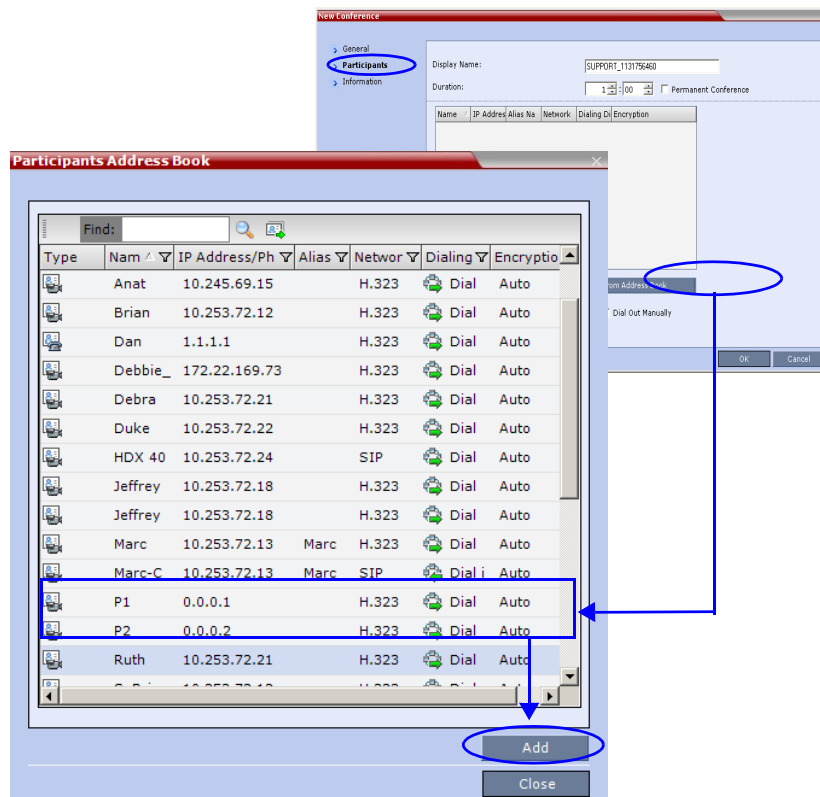 New Conference
General
Participants
Information
Display Name: SUPPORT_1131756460
Duration: 1 : 00 Permanent Conference
Name IP Addres Alias Na Network Dialing Di Encryption
om Address Book
Dial Out Manually
OK Cancel
Participants Address Book
Find:
Type Nam IP Address/Ph Alias Networ Dialing Encryptio
Anat 10.245.69.15 H.323 Dial Auto
Brian 10.253.72.12 H.323 Dial Auto
Dan 1.1.1.1 H.323 Dial Auto
Debbie_ 172.22.169.73 H.323 Dial Auto
Debra 10.253.72.21 H.323 Dial Auto
Duke 10.253.72.22 H.323 Dial Auto
HDX 40 10.253.72.24 SIP Dial Auto
Jeffrey 10.253.72.18 H.323 Dial Auto
Jeffrey 10.253.72.18 H.323 Dial Auto
Marc 10.253.72.13 Marc H.323 Dial Auto
Marc-C 10.253.72.13 Marc SIP Dial i Auto
P1 0.0.0.1 H.323 Dial Auto
P2 0.0.0.2 H.323 Dial Auto
Ruth 10.253.72.21 H.323 Dial Auto
Add
Close